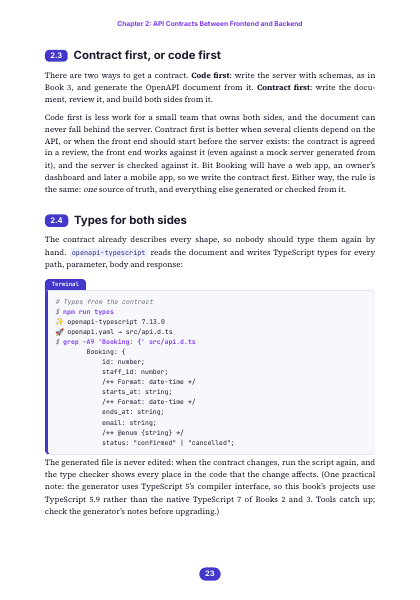 Chapter 2: API Contracts Between Frontend and Backend
2.3 Contract first, or code first
There are two ways to get a contract. Code first: write the server with schemas, as in
Book 3, and generate the OpenAPI document from it. Contract first: write the docu-
ment, review it, and build both sides from it.
Code first is less work for a small team that owns both sides, and the document can
never fall behind the server. Contract first is better when several clients depend on the
API, or when the front end should start before the server exists: the contract is agreed
in a review, the front end works against it (even against a mock server generated from
it), and the server is checked against it. Bit Booking will have a web app, an owner's
dashboard and later a mobile app, so we write the contract first. Either way, the rule is
the same: one source of truth, and everything else generated or checked from it.
2.4 Types for both sides
The contract already describes every shape, so nobody should type them again by
hand. openapi-typescript reads the document and writes TypeScript types for every
path, parameter, body and response:
Terminal
# Types from the contract
$ npm run types
✨ openapi-typescript 7.13.0
🚀 openapi.yaml → src/api.d.ts
$ grep -A9 'Booking: {' src/api.d.ts
Booking: {
id: number;
staff_id: number;
/** Format: date-time */
starts_at: string;
/** Format: date-time */
ends_at: string;
email: string;
/** @enum {string} */
status: "confirmed" | "cancelled";
The generated file is never edited: when the contract changes, run the script again, and
the type checker shows every place in the code that the change affects. (One practical
note: the generator uses TypeScript 5's compiler interface, so this book's projects use
TypeScript 5.9 rather than the native TypeScript 7 of Books 2 and 3. Tools catch up;
check the generator's notes before upgrading.)
23